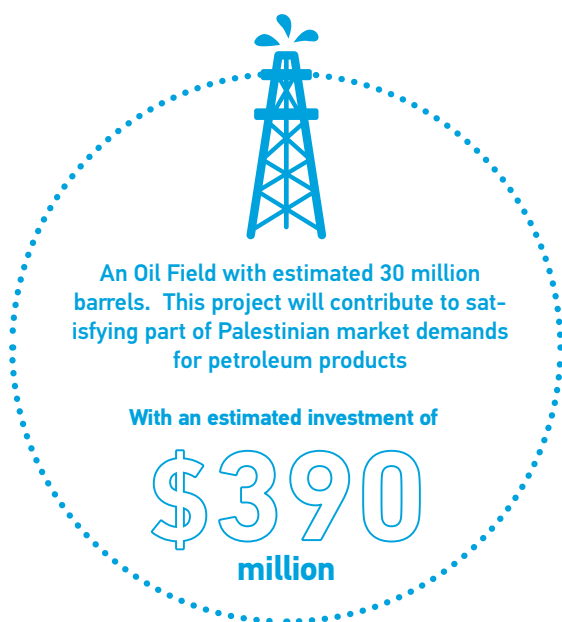 An Oil Field with estimated 30 million
barrels.  This project will contribute to sat-
isfying part of Palestinian market demands
for petroleum products
With an estimated investment of
$390
million